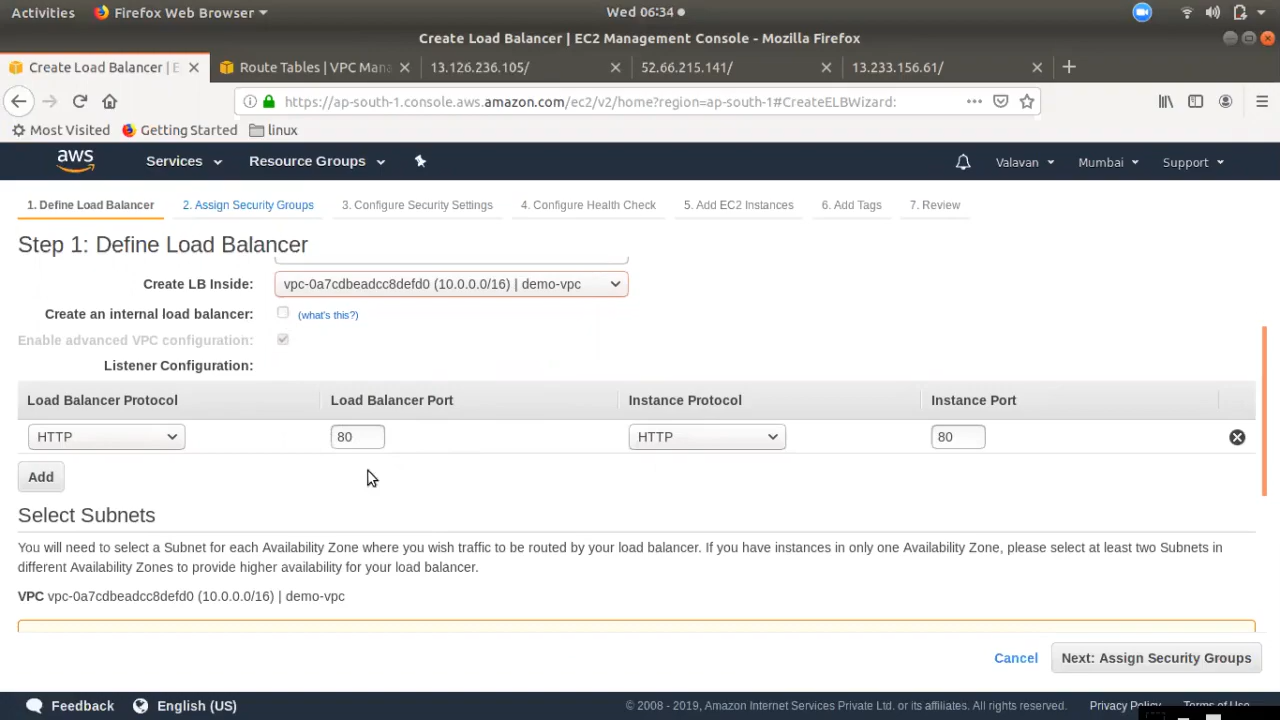 Activities Firefox Web Browser Wed 06:34
Create Load Balancer | EC2 Management Console - Mozilla Firefox
Create Load Balancer | E Route Tables | VPC Man 13.126.236.105/ 52.66.215.141/ 13.233.156.61/
https://ap-south-1.console.aws.amazon.com/ec2/v2/home?region=ap-south-1#CreateELBWizard:
Most Visited Getting Started linux
aws Services Resource Groups Valavan Mumbai Support
1. Define Load Balancer 2. Assign Security Groups 3. Configure Security Settings 4. Configure Health Check 5. Add EC2 Instances 6. Add Tags 7. Review
Step 1: Define Load Balancer
Create LB Inside: vpc-0a7cdbeadcc8defd0 (10.0.0.0/16) | demo-vpc
Create an internal load balancer: (what's this?)
Enable advanced VPC configuration:
Listener Configuration:
Load Balancer Protocol Load Balancer Port Instance Protocol Instance Port
HTTP 80 HTTP 80
Add
Select Subnets
You will need to select a Subnet for each Availability Zone where you wish traffic to be routed by your load balancer. If you have instances in only one Availability Zone, please select at least two Subnets in
different Availability Zones to provide higher availability for your load balancer.
VPC vpc-0a7cdbeadcc8defd0 (10.0.0.0/16) | demo-vpc
Cancel Next: Assign Security Groups
Feedback English (US) © 2008 - 2019, Amazon Internet Services Private Ltd. or its affiliates. All rights reserved. Privacy Policy Terms of Use